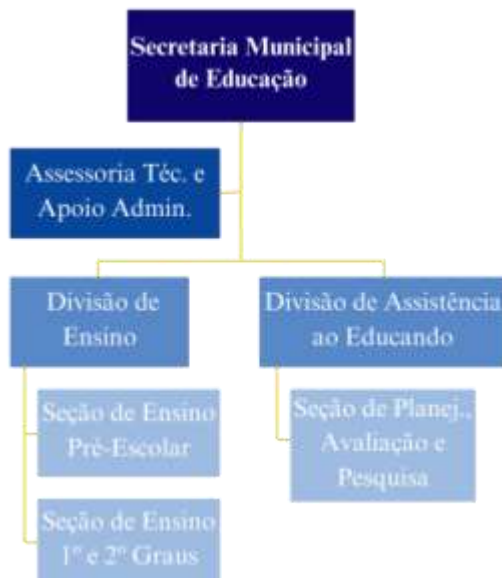 Secretaria Municipal
de Educação
Assessoria Téc. e
Apoio Admin.
Divisão de
Ensino
Divisão de Assistência
ao Educando
Seção de Ensino
Pré-Escolar
Seção de Planej.,
Avaliação e
Pesquisa
Seção de Ensino
1º e 2º Graus